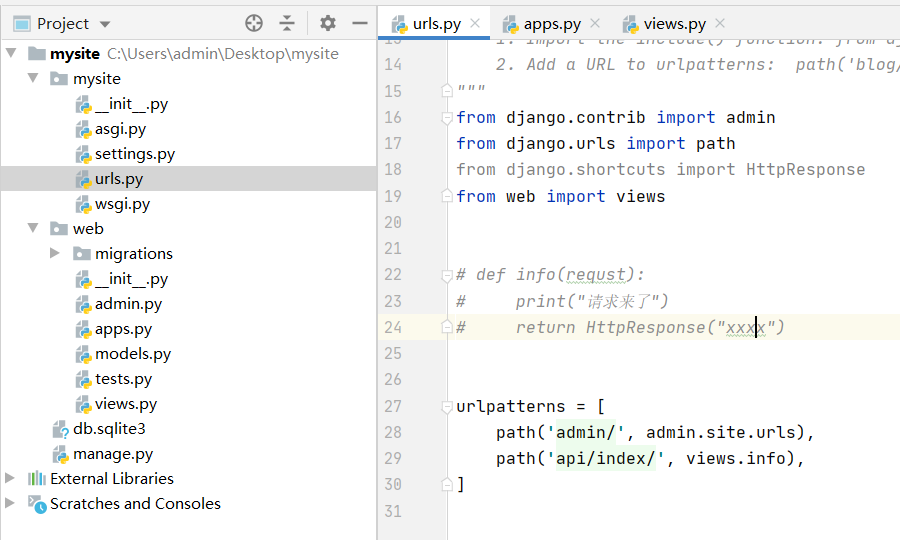 Project
mysite C:\Users\admin\Desktop\mysite
mysite
__init__.py
asgi.py
settings.py
urls.py
wsgi.py
web
migrations
__init__.py
admin.py
apps.py
models.py
tests.py
views.py
db.sqlite3
manage.py
External Libraries
Scratches and Consoles
urls.py apps.py views.py
13 1. Import the include() function: from dj
14 2. Add a URL to urlpatterns:  path('blog/
15 """
16 from django.contrib import admin
17 from django.urls import path
18 from django.shortcuts import HttpResponse
19 from web import views
20
21
22 # def info(requst):
23 #     print("请求来了")
24 #     return HttpResponse("xxxx")
25
26
27 urlpatterns = [
28     path('admin/', admin.site.urls),
29     path('api/index/', views.info),
30 ]
31